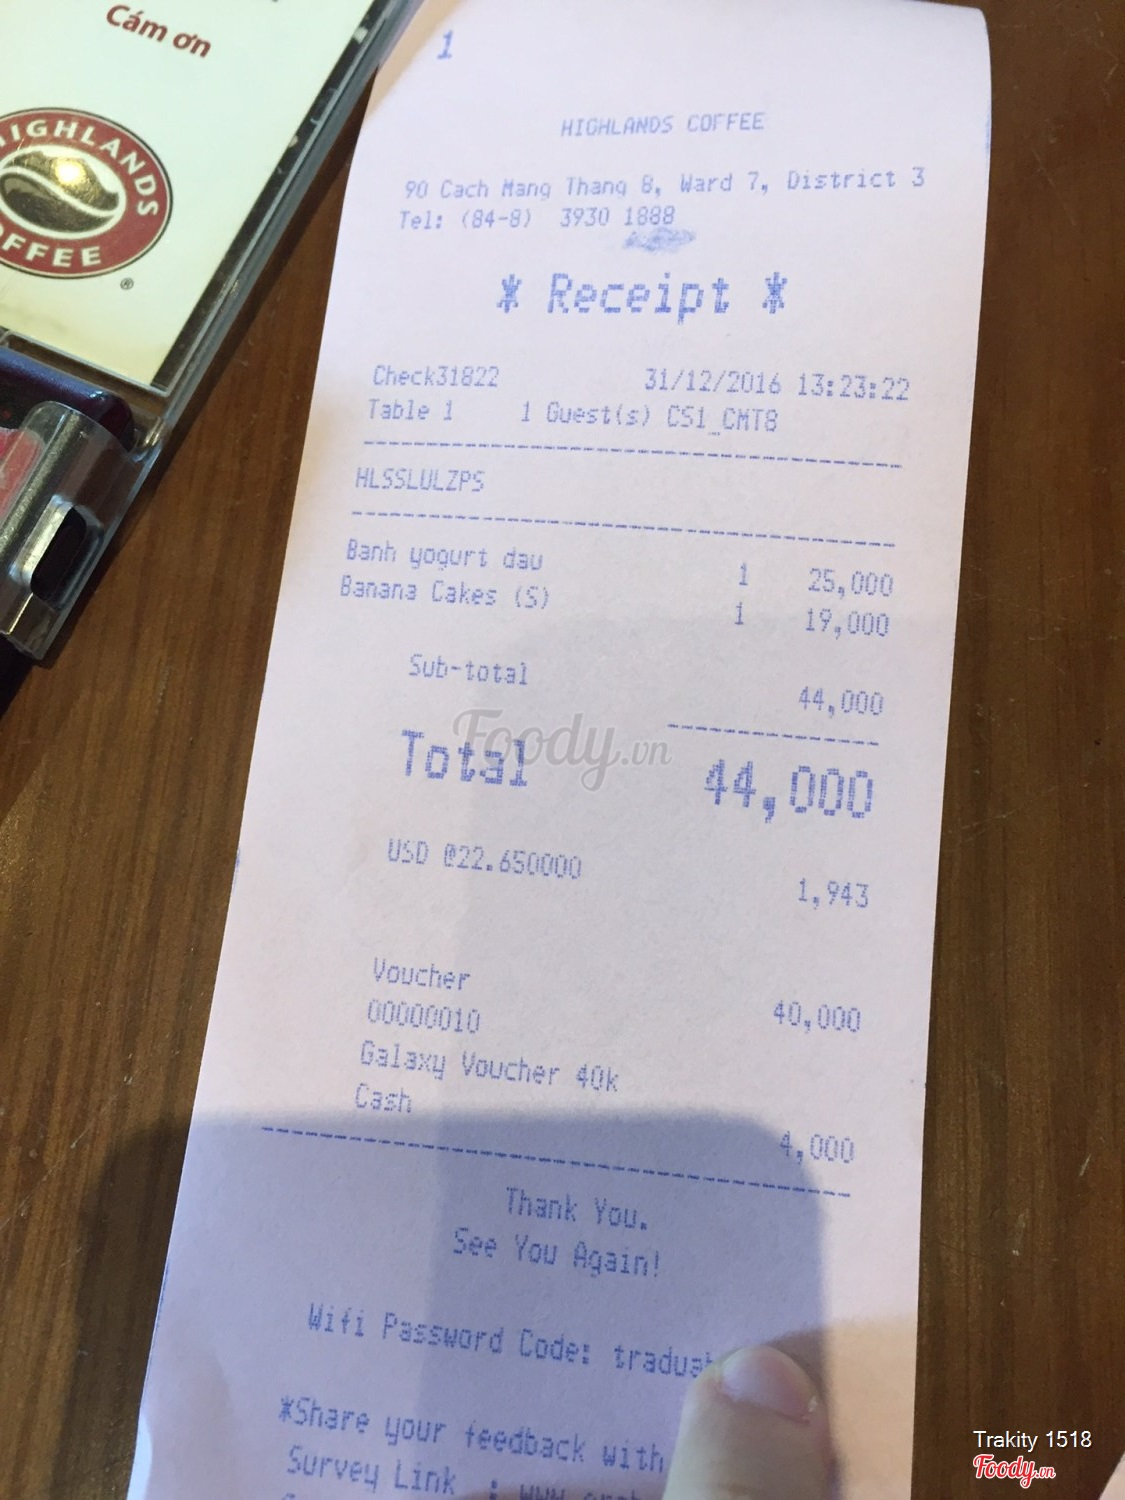 Cám ơn
HIGHLANDS
COFFEE
®
1
HIGHLANDS COFFEE
90 Cach Mang Thang 8, Ward 7, District 3
Tel: (84-8) 3930 1888
* Receipt *
Check31822 31/12/2016 13:23:22
Table 1 1 Guest(s) CS1_CMT8
HLSSLULZPS
Banh yogurt dau 1 25,000
Banana Cakes (S) 1 19,000
Sub-total 44,000
Total 44,000
USD @22.650000 1,943
Voucher 40,000
00000010
Galaxy Voucher 40k
Cash 4,000
Thank You.
See You Again!
Wifi Password Code:
*Share your feedback with
Survey Link : www.
Foody.vn
Trakity 1518
Foody.vn